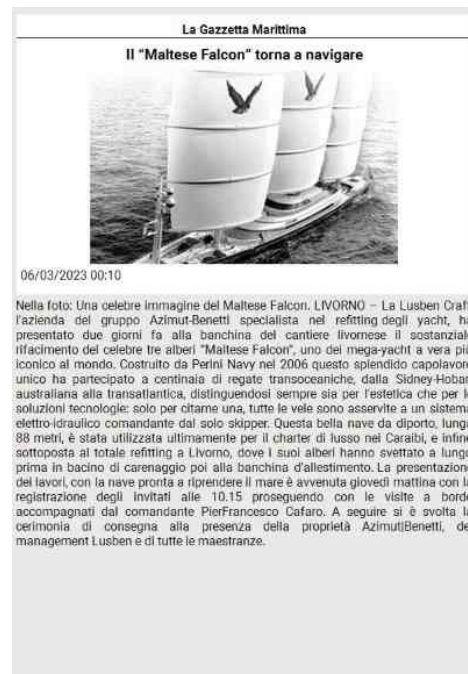 La Gazzetta Marittima
Il "Maltese Falcon" torna a navigare
06/03/2023 00:10
Nella foto: Una celebre immagine del Maltese Falcon. LIVORNO – La Lusben Craft
l'azienda del gruppo Azimut-Benetti specialista nel refitting degli yacht, ha
presentato due giorni fa alla banchina del cantiere livornese il sostanziale
rifacimento del celebre tre alberi "Maltese Falcon", uno dei mega-yacht a vera più
iconico al mondo. Costruito da Perini Navy nel 2006 questo splendido capolavoro
unico ha partecipato a centinaia di regate transoceaniche, dalla Sidney-Hobar
australiana alla transatlantica, distinguendosi sempre sia per l'estetica che per l
soluzioni tecnologie: solo per citarne una, tutte le vele sono asservite a un sistema
elettro-idraulico comandante dal solo skipper. Questa bella nave da diporto, lunga
88 metri, è stata utilizzata ultimamente per il charter di lusso nei Caraibi, e infine
sottoposta al totale refitting a Livorno, dove i suoi alberi hanno svettato a lungo
prima in bacino di carenaggio poi alla banchina d'allestimento. La presentazione
dei lavori, con la nave pronta a riprendere il mare è avvenuta giovedì mattina con la
registrazione degli invitati alle 10.15 proseguendo con le visite a bordo
accompagnati dal comandante PierFrancesco Cafaro. A seguire si è svolta la
cerimonia di consegna alla presenza della proprietà Azimut|Benetti, de
management Lusben e di tutte le maestranze.